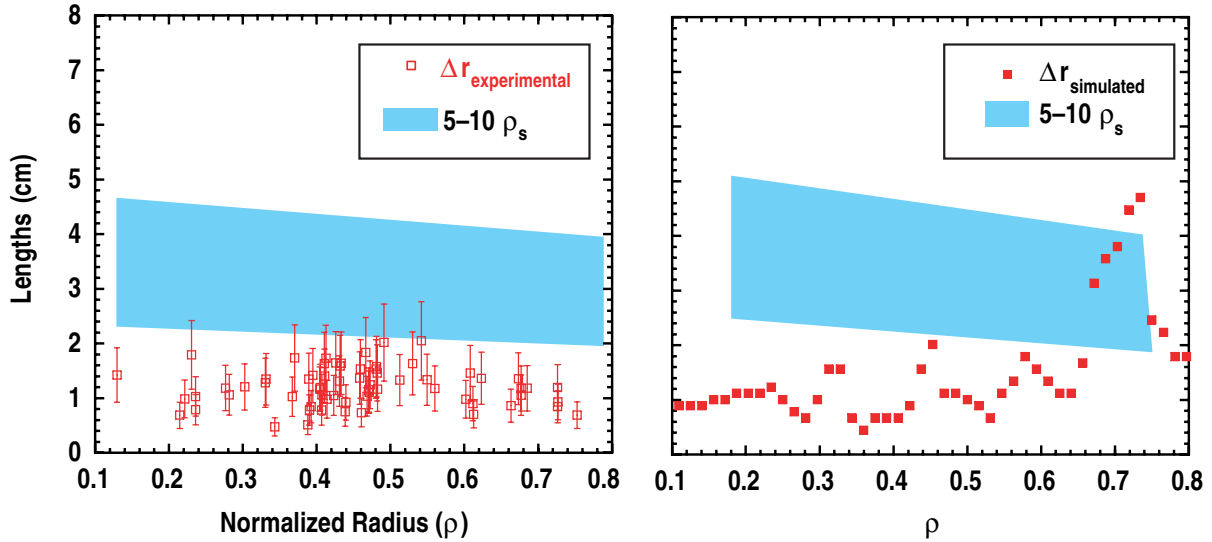 8
7
6
5
4
3
2
1
0
Lengths (cm)
Δr experimental
5–10 ρs
0.1 0.2 0.3 0.4 0.5 0.6 0.7 0.8
Normalized Radius (ρ)
Δr simulated
5–10 ρs
0.1 0.2 0.3 0.4 0.5 0.6 0.7 0.8
ρ